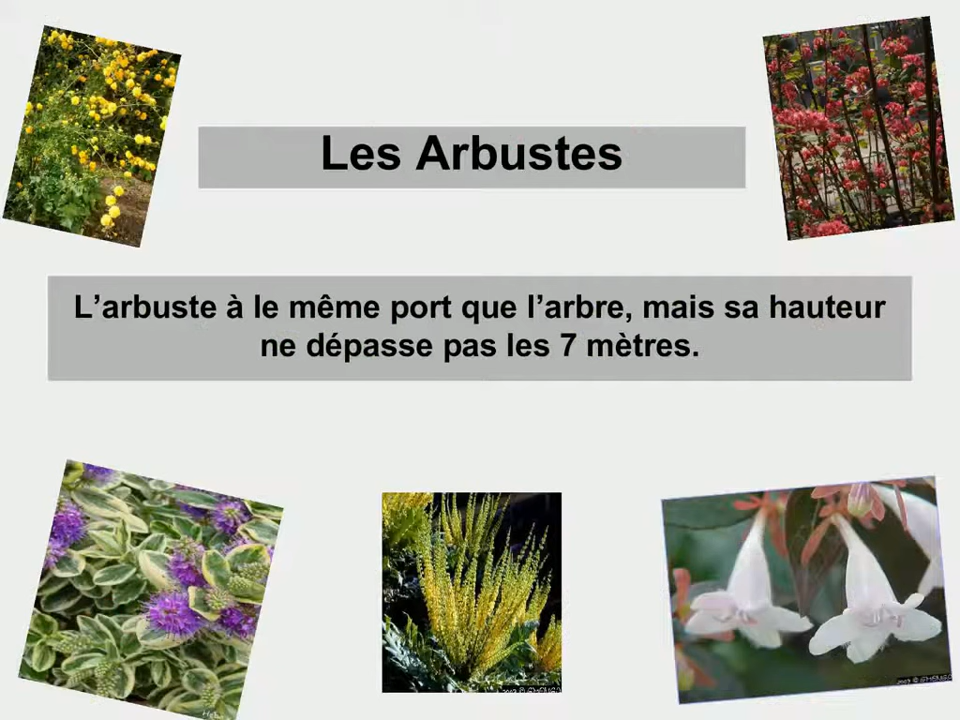 Les Arbustes
L’arbuste à le même port que l’arbre, mais sa hauteur
ne dépasse pas les 7 mètres.